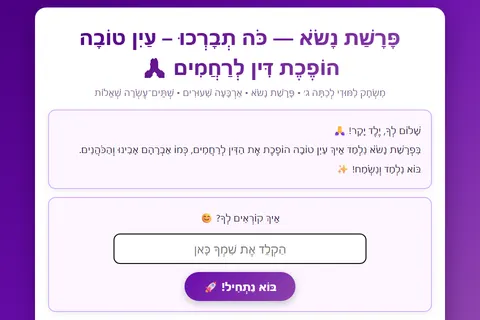 פָּרָשַׁת נָשֹׂא — כֹּה תְבָרְכוּ – עַיִן טוֹבָה
הוֹפֶכֶת דִּין לְרַחֲמִים 🙏
מִשְׂחָק לִמּוּדִי לְכִתָּה ג׳ • פָּרָשַׁת נָשֹׂא • אַרְבָּעָה שִׁעוּרִים • שְׁתֵּים־עֶשְׂרֵה שְׁאֵלוֹת
שָׁלוֹם לְךָ, יֶלֶד יָקָר! 🙏
בְּפָרָשַׁת נָשֹׂא נִלְמַד אֵיךְ עַיִן טוֹבָה הוֹפֶכֶת אֶת הַדִּין לְרַחֲמִים, כְּמוֹ אַבְרָהָם אָבִינוּ וְהַכֹּהֲנִים.
בּוֹא נִלְמַד וְנִשְׂמַח! ✨
אֵיךְ קוֹרְאִים לְךָ? 😊
הַקְלֵד אֶת שִׁמְךָ כָּאן
בּוֹא נַתְחִיל! 🚀